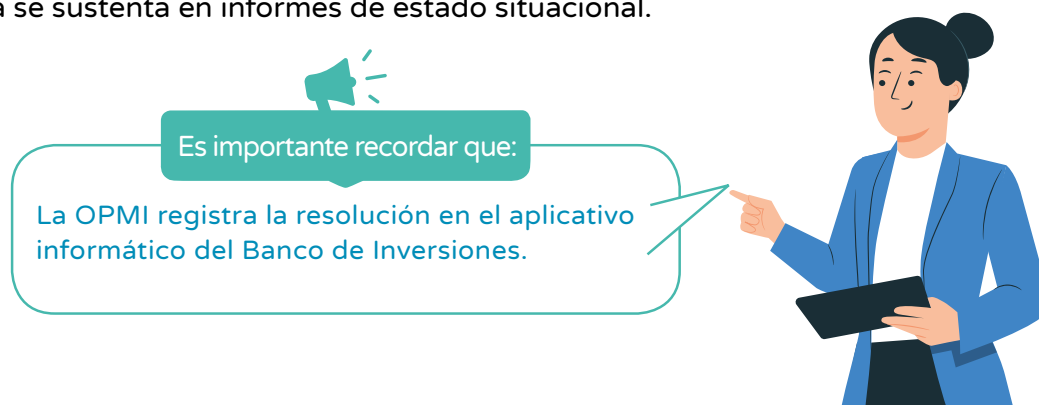 se sustenta en informes de estado situacional.
Es importante recordar que:
La OPMI registra la resolución en el aplicativo
informático del Banco de Inversiones.